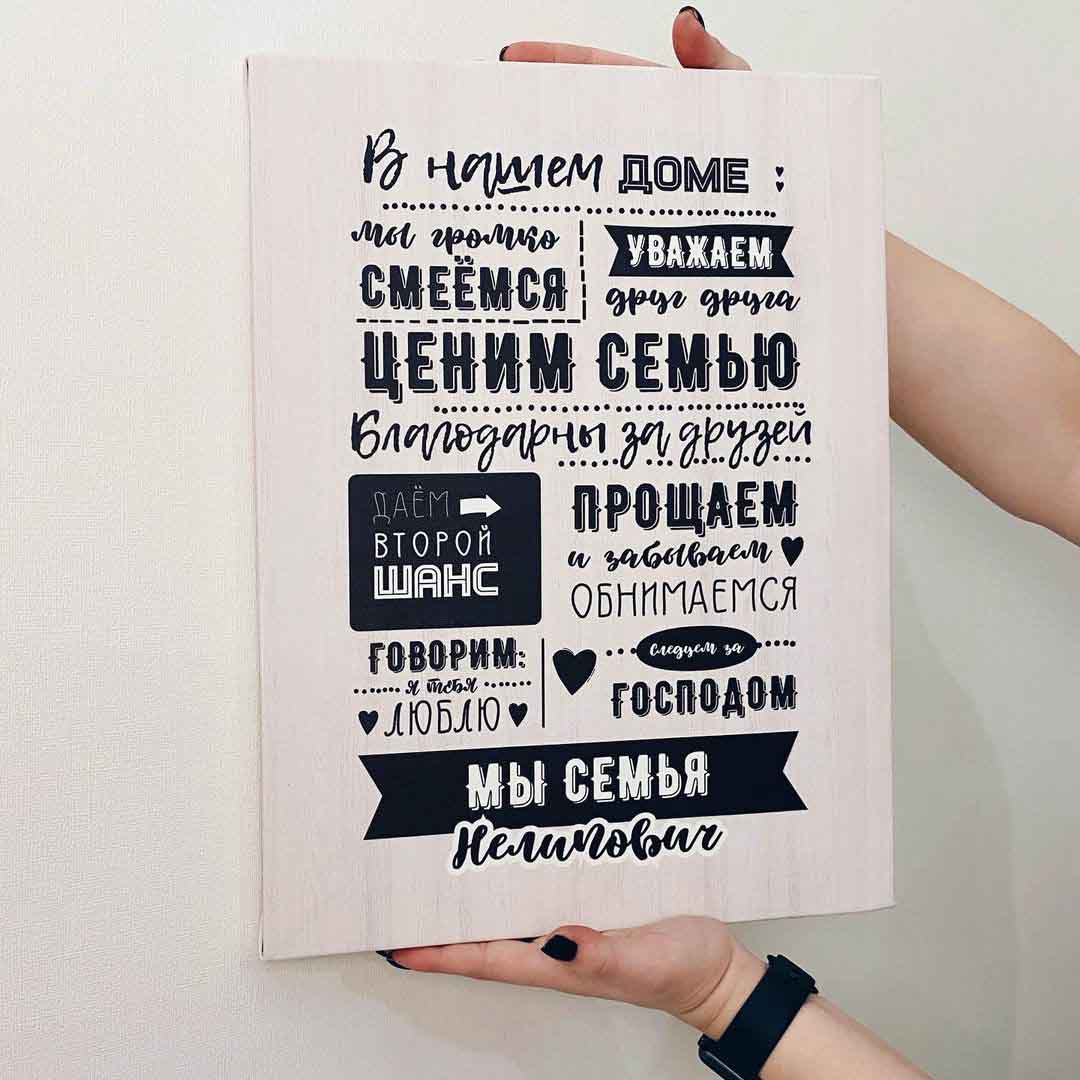 В нашем ДОМЕ :
мы громко
СМЕЁМСЯ
УВАЖАЕМ
друг друга
ЦЕНИМ СЕМЬЮ
Благодарны за друзей
ДАЁМ
ВТОРОЙ
ШАНС
ПРОЩАЕМ
и забываем
ОБНИМАЕМСЯ
ГОВОРИМ:
я тебя
ЛЮБЛЮ
Следуем за
ГОСПОДОМ
МЫ СЕМЬЯ
Нелипович